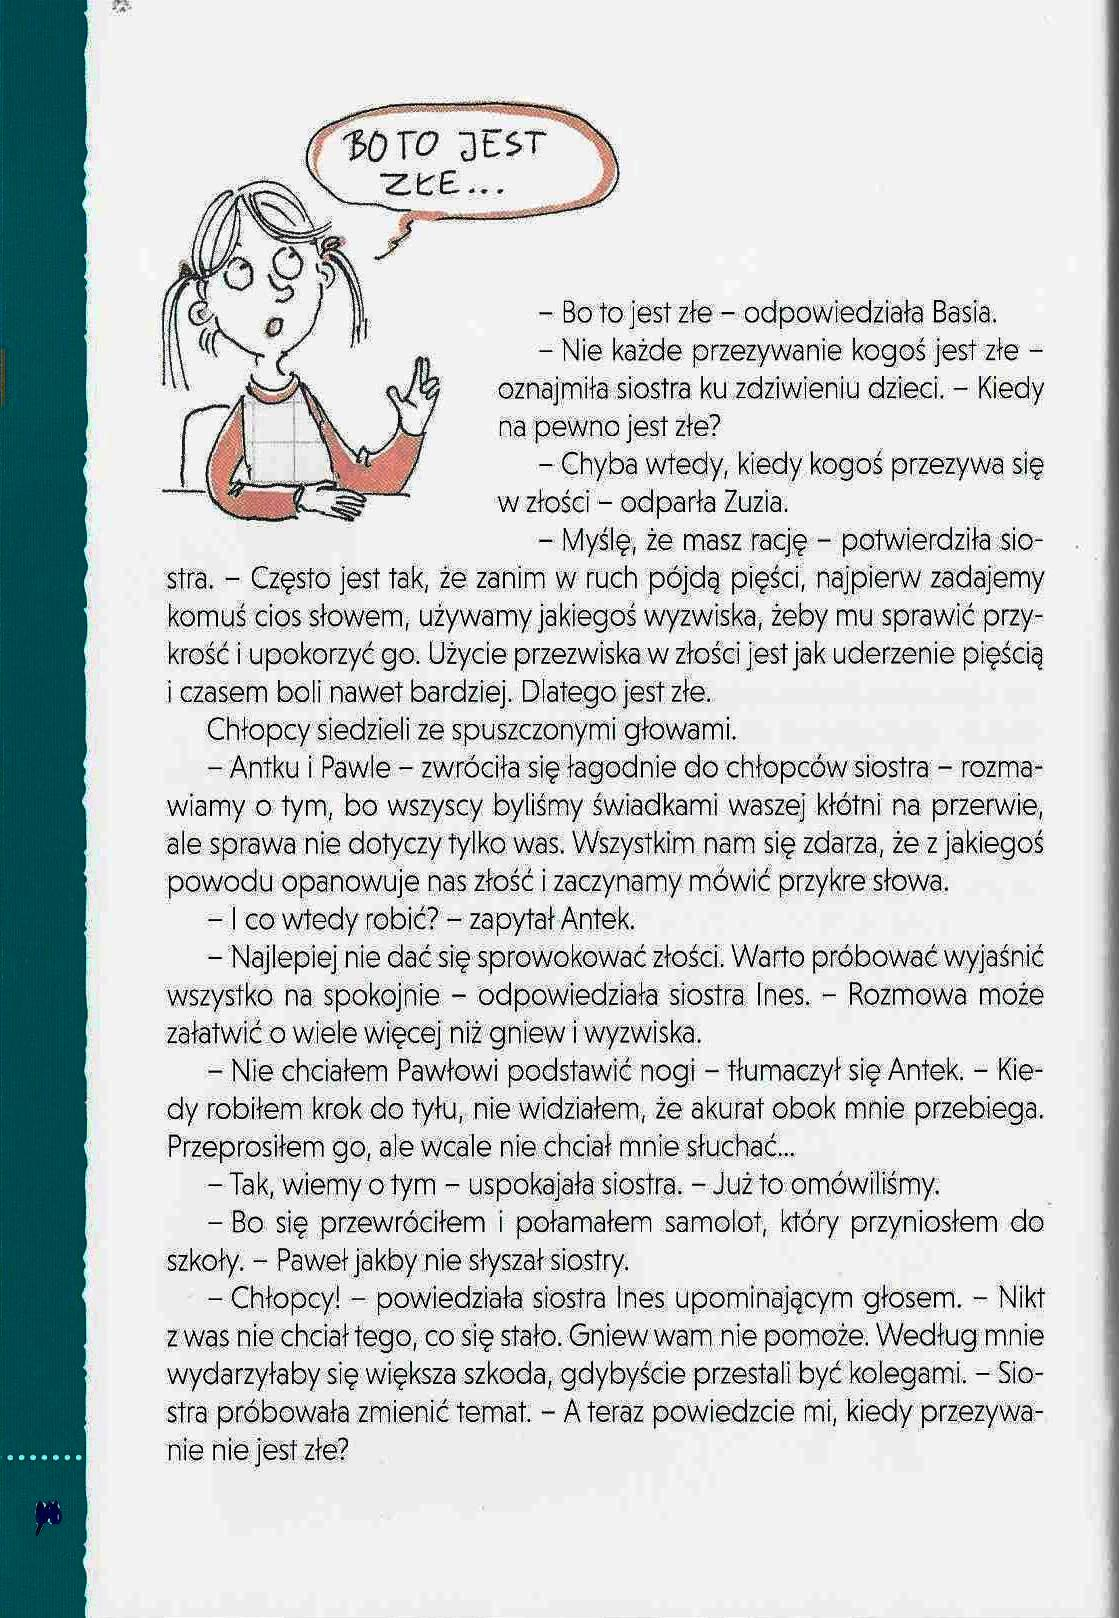 BO TO JEST
ZŁE...
– Bo to jest złe – odpowiedziała Basia.
– Nie każde przezywanie kogoś jest złe –
oznajmiła siostra ku zdziwieniu dzieci. – Kiedy
na pewno jest złe?
– Chyba wtedy, kiedy kogoś przezywa się
w złości – odparła Zuzia.
– Myślę, że masz rację – potwierdziła sio-
stra. – Często jest tak, że zanim w ruch pójdą pięści, najpierw zadajemy
komuś cios słowem, używamy jakiegoś wyzwiska, żeby mu sprawić przy-
krość i upokorzyć go. Użycie przezwiska w złości jest jak uderzenie pięścią
i czasem boli nawet bardziej. Dlatego jest złe.
Chłopcy siedzieli ze spuszczonymi głowami.
– Antku i Pawle – zwróciła się łagodnie do chłopców siostra – rozma-
wiamy o tym, bo wszyscy byliśmy świadkami waszej kłótni na przerwie,
ale sprawa nie dotyczy tylko was. Wszystkim nam się zdarza, że z jakiegoś
powodu opanowuje nas złość i zaczynamy mówić przykre słowa.
– I co wtedy robić? – zapytał Antek.
– Najlepiej nie dać się sprowokować złości. Warto próbować wyjaśnić
wszystko na spokojnie – odpowiedziała siostra Ines. – Rozmowa może
załatwić o wiele więcej niż gniew i wyzwiska.
– Nie chciałem Pawłowi podstawić nogi – tłumaczył się Antek. – Kie-
dy robiłem krok do tyłu, nie widziałem, że akurat obok mnie przebiega.
Przeprosiłem go, ale wcale nie chciał mnie słuchać...
– Tak, wiemy o tym – uspokajała siostra. – Już to omówiliśmy.
– Bo się przewróciłem i połamałem samolot, który przyniosłem do
szkoły. – Paweł jakby nie słyszał siostry.
– Chłopcy! – powiedziała siostra Ines upominającym głosem. – Nikt
z was nie chciał tego, co się stało. Gniew wam nie pomoże. Według mnie
wydarzyłaby się większa szkoda, gdybyście przestali być kolegami. – Sio-
stra próbowała zmienić temat. – A teraz powiedzcie mi, kiedy przezywa-
nie nie jest złe?